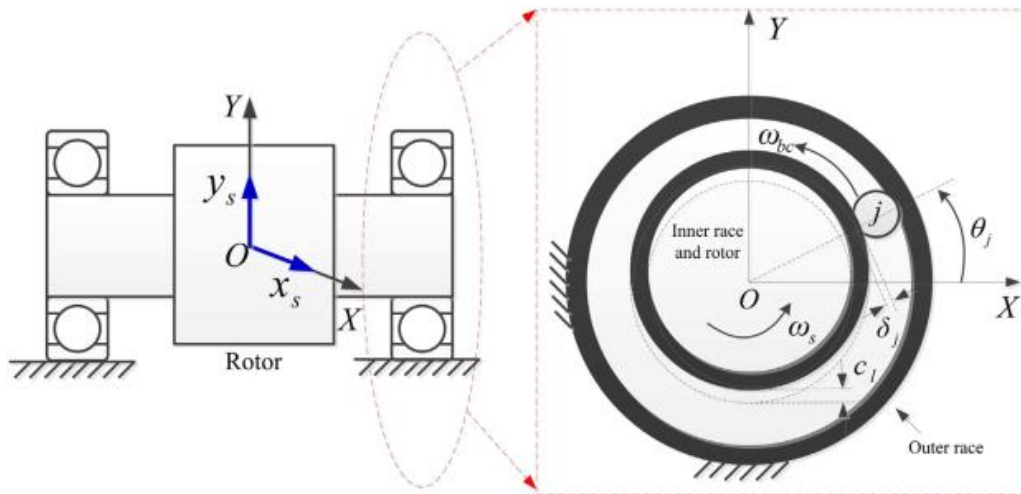 Y
y_s
O
x_s
X
Rotor
Y
ω_bc
j
θ_j
Inner race
and rotor
O
X
ω_s
δ_j
c_l
Outer race